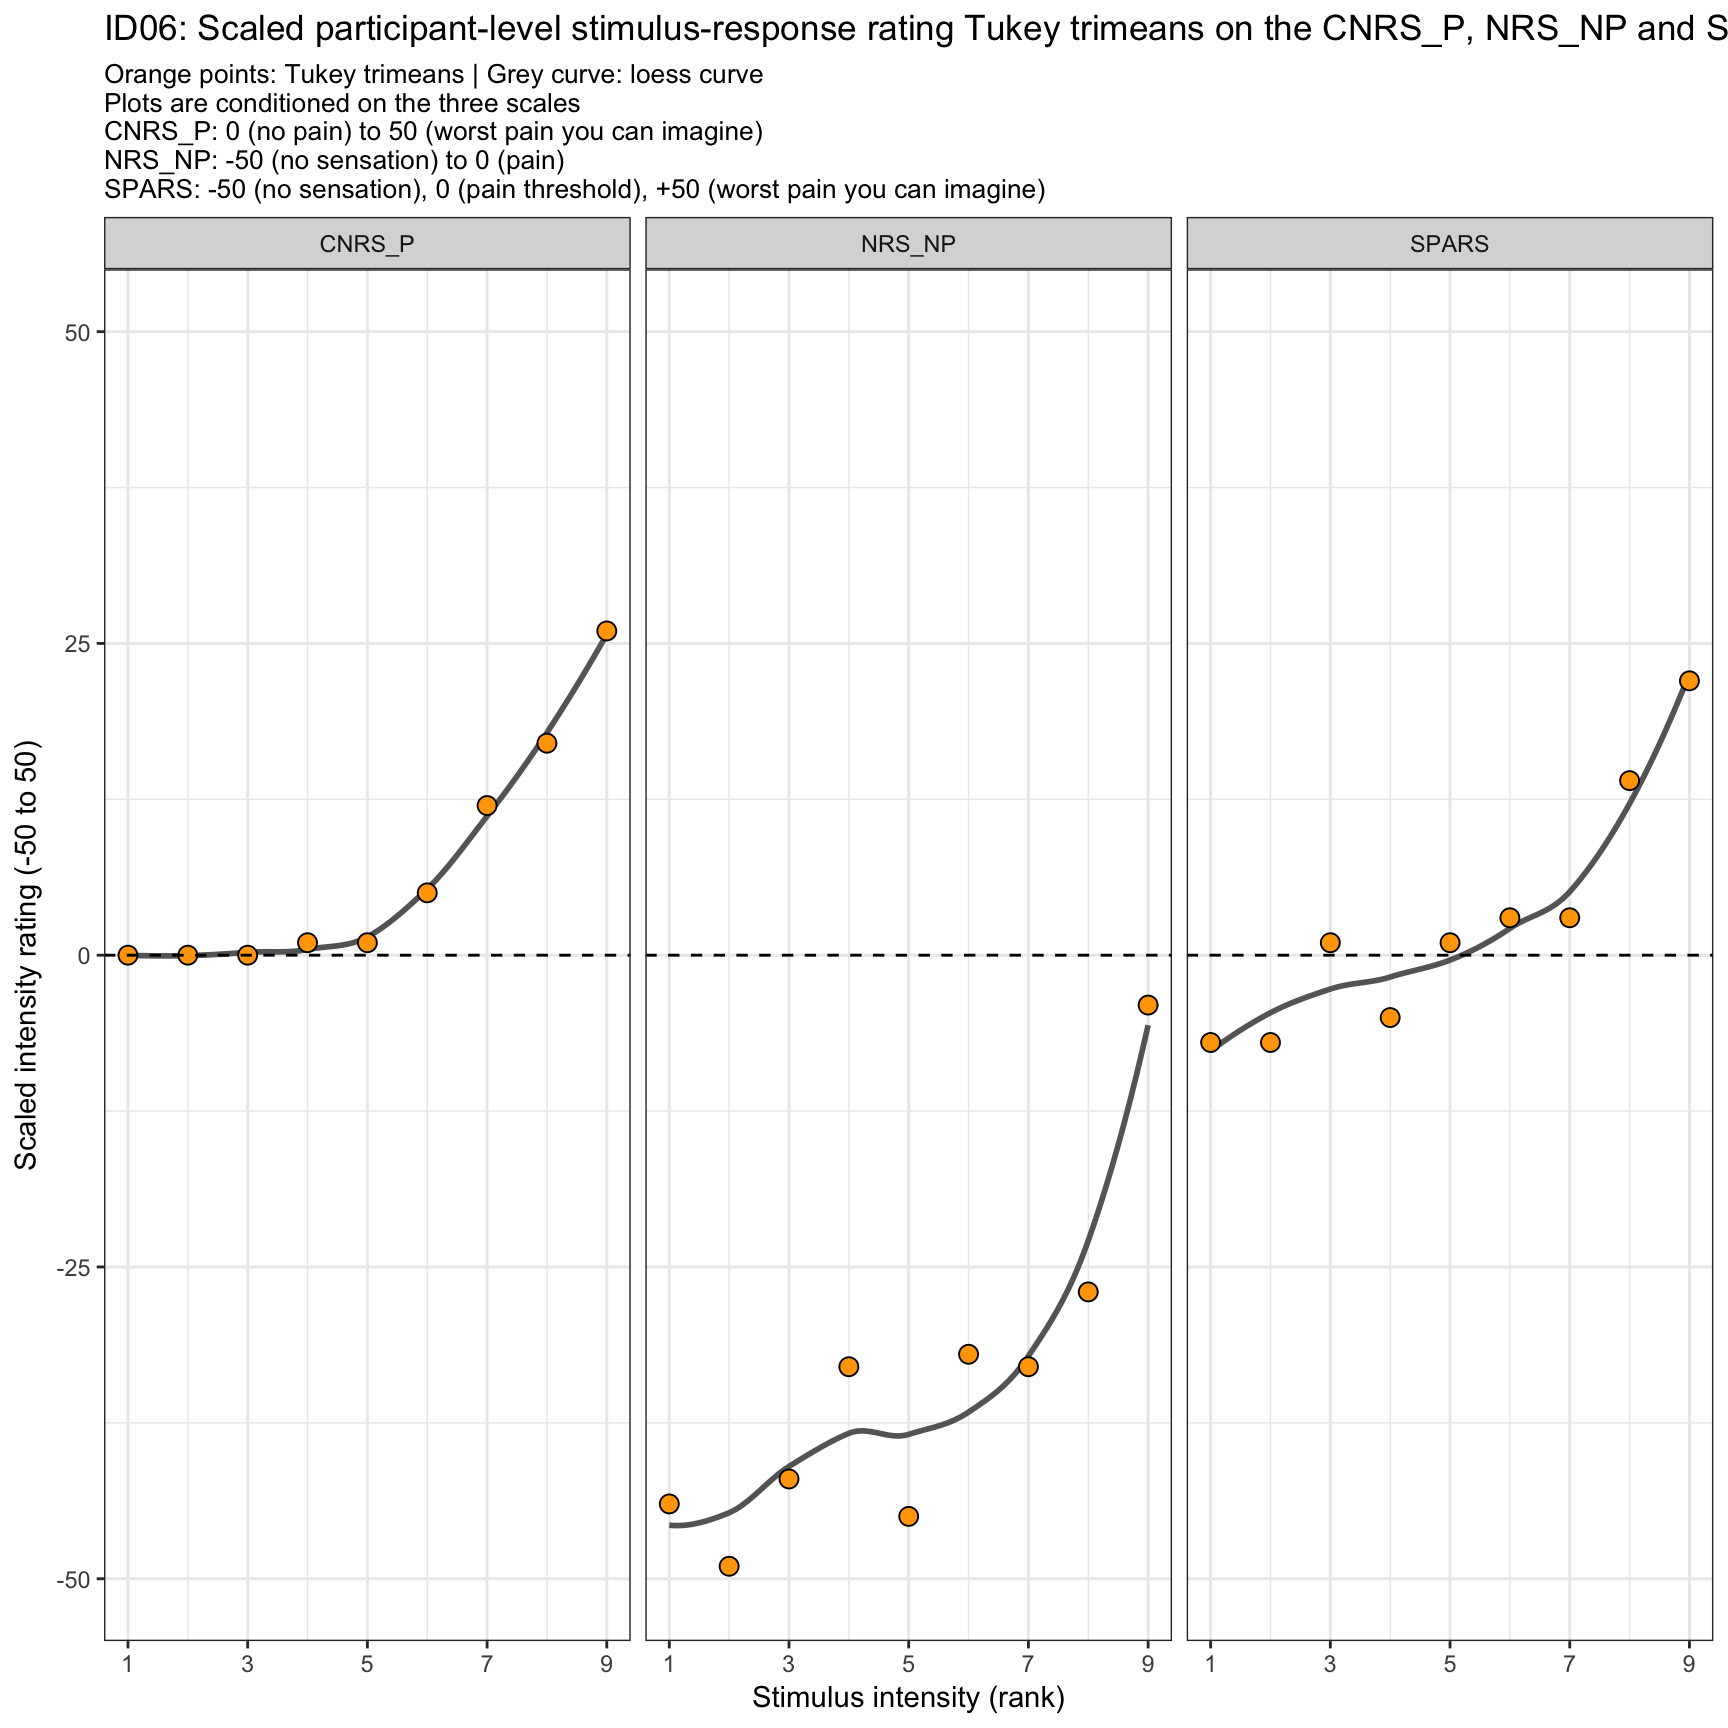 ID06: Scaled participant-level stimulus-response rating Tukey trimeans on the CNRS_P, NRS_NP and S
Orange points: Tukey trimeans | Grey curve: loess curve
Plots are conditioned on the three scales
CNRS_P: 0 (no pain) to 50 (worst pain you can imagine)
NRS_NP: -50 (no sensation) to 0 (pain)
SPARS: -50 (no sensation), 0 (pain threshold), +50 (worst pain you can imagine)
CNRS_P NRS_NP SPARS
50
25
0
-25
-50
Scaled intensity rating (-50 to 50)
1 3 5 7 9 1 3 5 7 9 1 3 5 7 9
Stimulus intensity (rank)